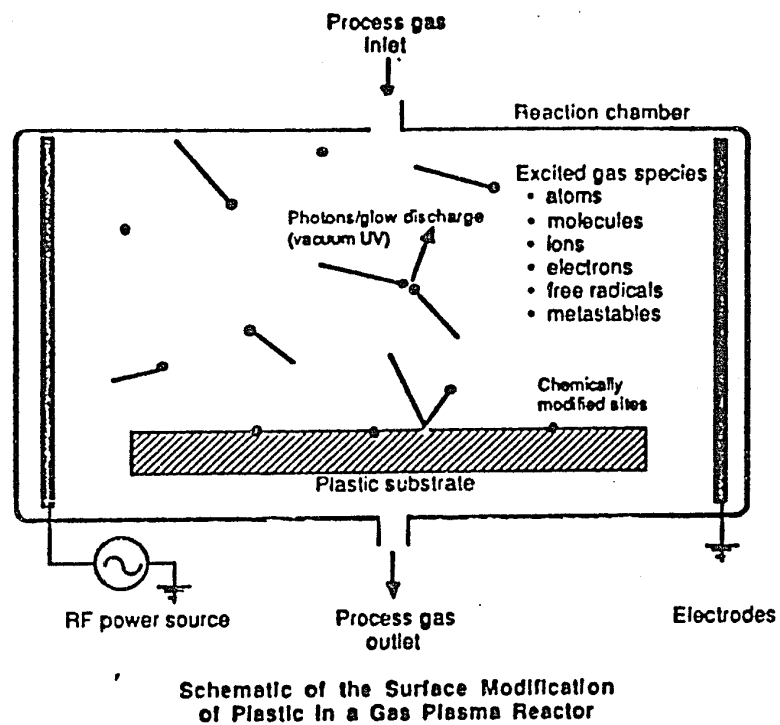 Process gas
inlet
Reaction chamber
Excited gas species
• atoms
• molecules
• ions
• electrons
• free radicals
• metastables
Photons/glow discharge
(vacuum UV)
Chemically
modified sites
Plastic substrate
RF power source
Process gas
outlet
Electrodes
Schematic of the Surface Modification
of Plastic in a Gas Plasma Reactor